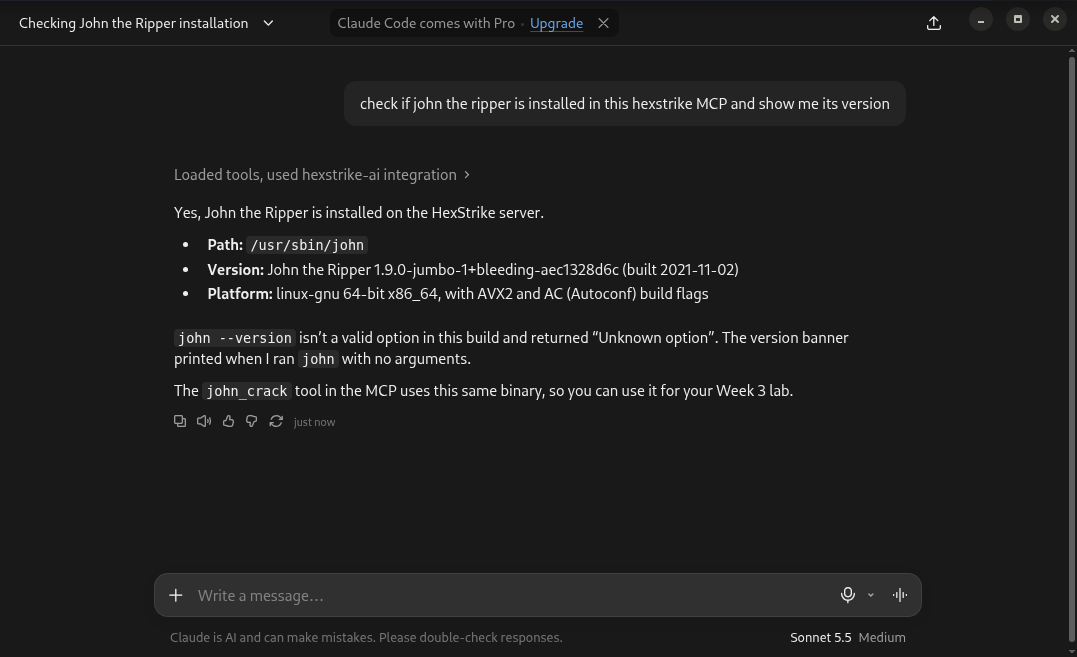 Checking John the Ripper installation
Claude Code comes with Pro · Upgrade
check if john the ripper is installed in this hexstrike MCP and show me its version
Loaded tools, used hexstrike-ai integration
Yes, John the Ripper is installed on the HexStrike server.
• Path: /usr/sbin/john
• Version: John the Ripper 1.9.0-jumbo-1+bleeding-aec1328d6c (built 2021-11-02)
• Platform: linux-gnu 64-bit x86_64, with AVX2 and AC (Autoconf) build flags
john --version isn’t a valid option in this build and returned “Unknown option”. The version banner
printed when I ran john with no arguments.
The john_crack tool in the MCP uses this same binary, so you can use it for your Week 3 lab.
just now
Write a message…
Claude is AI and can make mistakes. Please double-check responses.
Sonnet 5.5 Medium